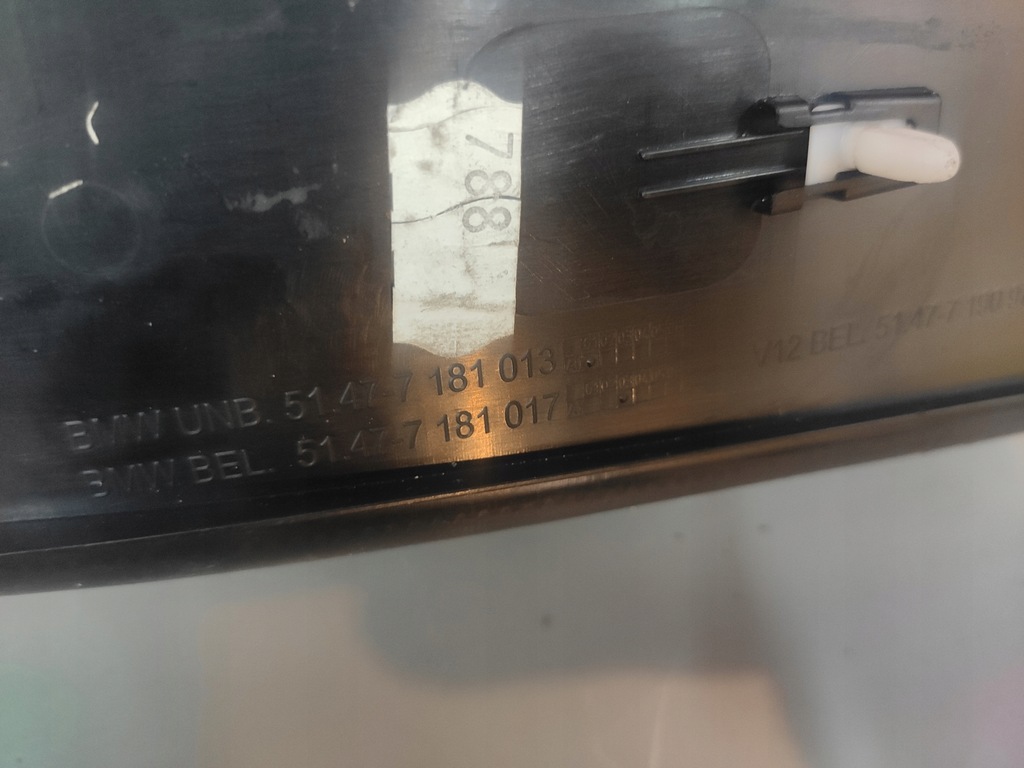 788
BMW UNB. 51.47-7 181 013
BMW BEL. 51.47-7 181 017
V12 BEL. 51.47-7 190